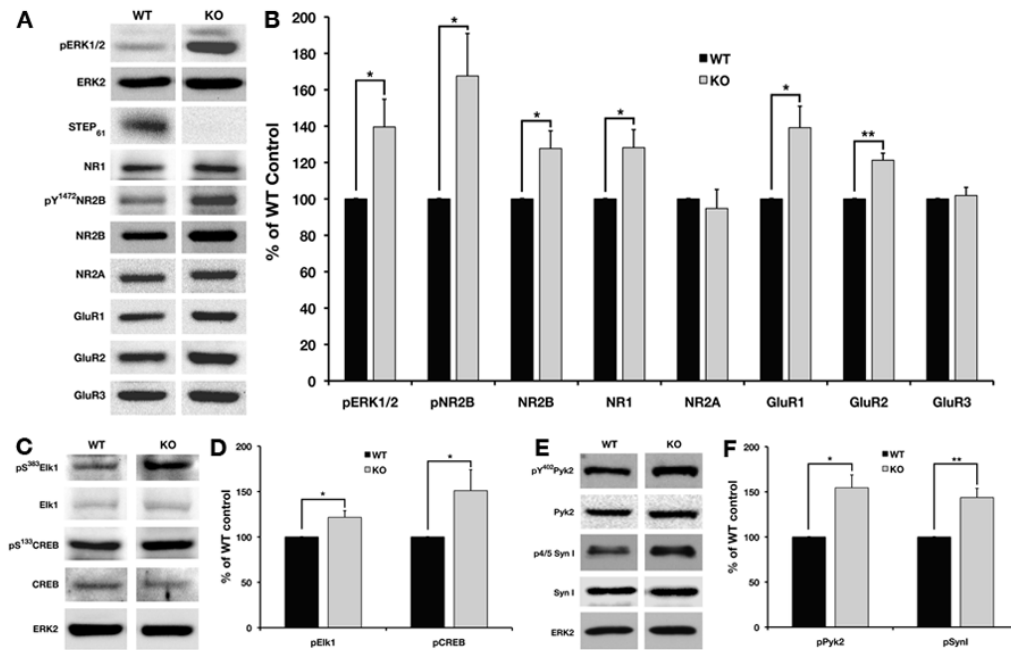 A
WT KO
pERK1/2
ERK2
STEP61
NR1
pY1472NR2B
NR2B
NR2A
GluR1
GluR2
GluR3
B
% of WT Control
200
180
160
140
120
100
80
60
40
20
0
* * * * * **
WT
KO
pERK1/2 pNR2B NR2B NR1 NR2A GluR1 GluR2 GluR3
C
WT KO
pS383Elk1
Elk1
pS133CREB
CREB
ERK2
D
% of WT control
200
150
100
50
0
* *
WT
KO
pElk1 pCREB
E
WT KO
pY402Pyk2
Pyk2
p4/5 Syn I
Syn I
ERK2
F
% of WT control
200
150
100
50
0
* **
WT
KO
pPyk2 pSynI